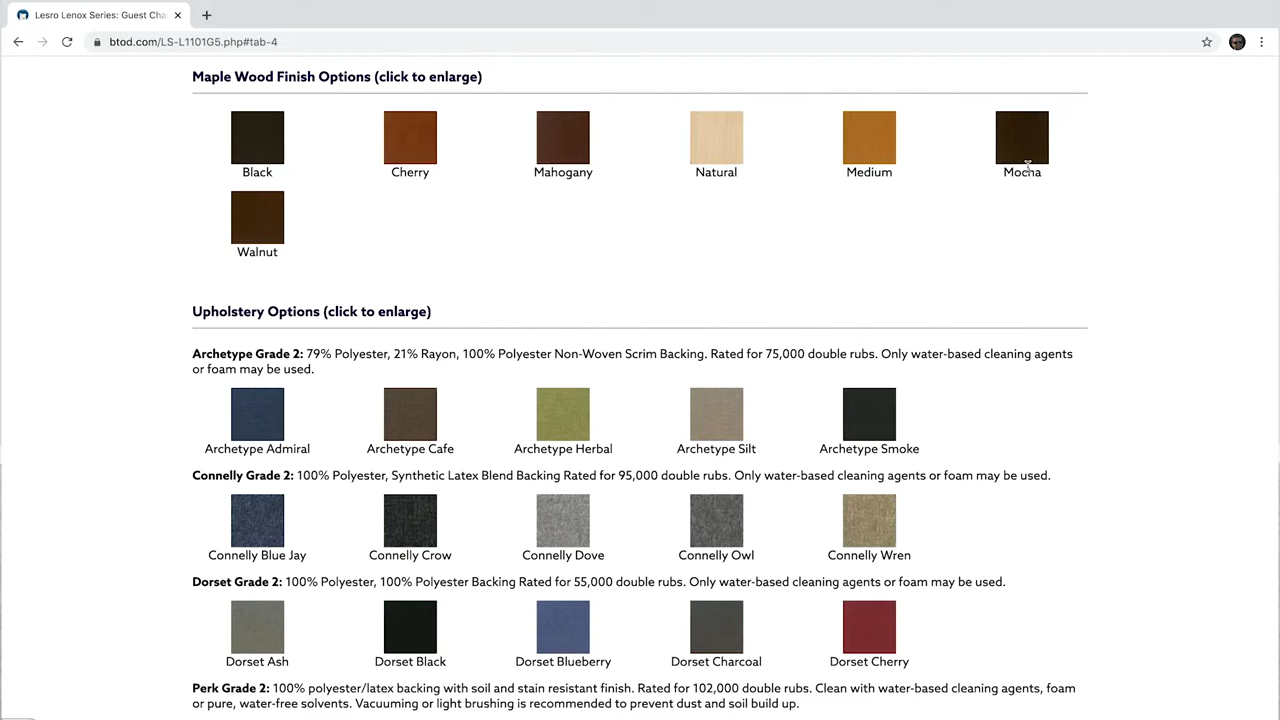 Lesro Lenox Series: Guest Cha
btod.com/LS-L1101G5.php#tab-4
Maple Wood Finish Options (click to enlarge)
Black Cherry Mahogany Natural Medium Mocha
Walnut
Upholstery Options (click to enlarge)
Archetype Grade 2: 79% Polyester, 21% Rayon, 100% Polyester Non-Woven Scrim Backing. Rated for 75,000 double rubs. Only water-based cleaning agents
or foam may be used.
Archetype Admiral Archetype Cafe Archetype Herbal Archetype Silt Archetype Smoke
Connelly Grade 2: 100% Polyester, Synthetic Latex Blend Backing Rated for 95,000 double rubs. Only water-based cleaning agents or foam may be used.
Connelly Blue Jay Connelly Crow Connelly Dove Connelly Owl Connelly Wren
Dorset Grade 2: 100% Polyester, 100% Polyester Backing Rated for 55,000 double rubs. Only water-based cleaning agents or foam may be used.
Dorset Ash Dorset Black Dorset Blueberry Dorset Charcoal Dorset Cherry
Perk Grade 2: 100% polyester/latex backing with soil and stain resistant finish. Rated for 102,000 double rubs. Clean with water-based cleaning agents, foam
or pure, water-free solvents. Vacuuming or light brushing is recommended to prevent dust and soil build up.